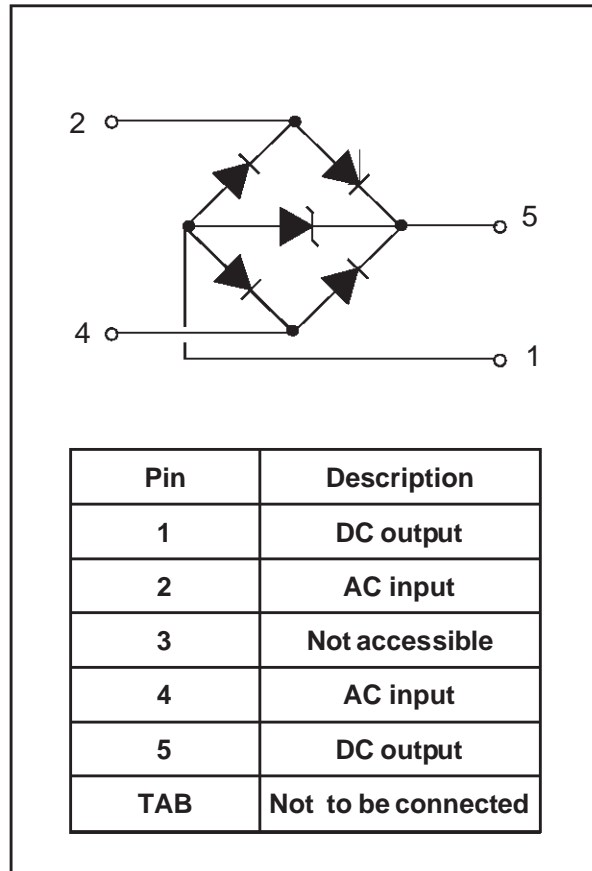 2
5
4
1
Pin Description
1 DC output
2 AC input
3 Not accessible
4 AC input
5 DC output
TAB Not to be connected